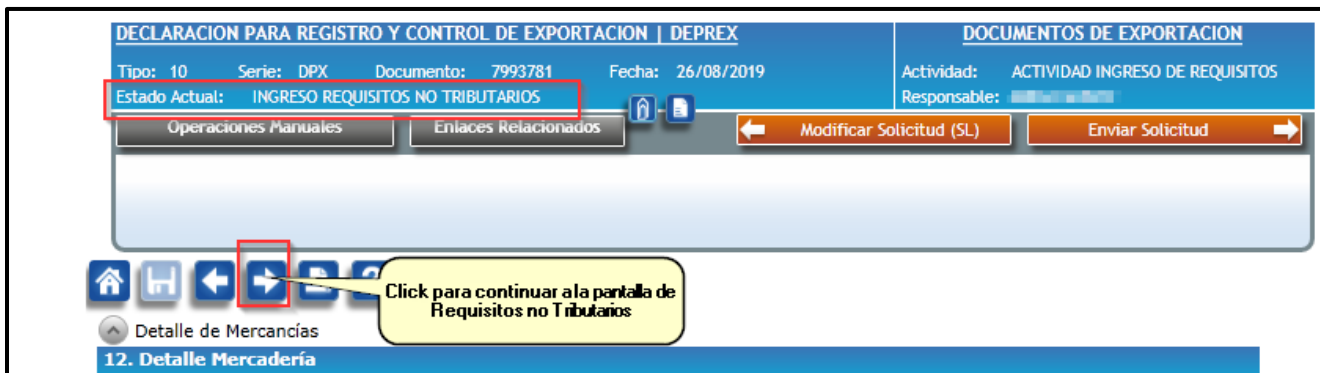 DECLARACION PARA REGISTRO Y CONTROL DE EXPORTACION | DEPREX
DOCUMENTOS DE EXPORTACION
Tipo: 10 Serie: DPX Documento: 7993781 Fecha: 26/08/2019
Actividad: ACTIVIDAD INGRESO DE REQUISITOS
Estado Actual: INGRESO REQUISITOS NO TRIBUTARIOS
Responsable:
Operaciones Manuales
Enlaces Relacionados
Modificar Solicitud (SL)
Enviar Solicitud
Click para continuar a la pantalla de
Requisitos no Tributarios
Detalle de Mercancías
12. Detalle Mercadería